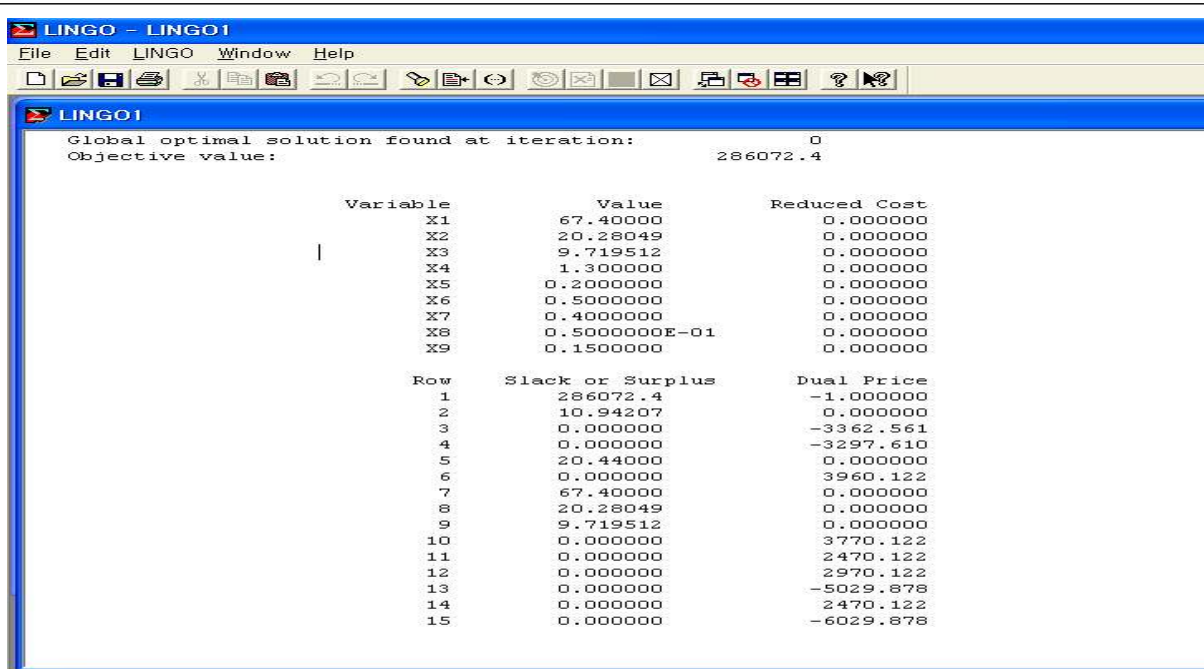 LINGO - LINGO1
File Edit LINGO Window Help
LINGO1
Global optimal solution found at iteration: 0
Objective value: 286072.4
Variable Value Reduced Cost
X1 67.40000 0.000000
X2 20.28049 0.000000
X3 9.719512 0.000000
X4 1.300000 0.000000
X5 0.2000000 0.000000
X6 0.5000000 0.000000
X7 0.4000000 0.000000
X8 0.5000000E-01 0.000000
X9 0.1500000 0.000000
Row Slack or Surplus Dual Price
1 286072.4 -1.000000
2 10.94207 0.000000
3 0.000000 -3362.561
4 0.000000 -3297.610
5 20.44000 0.000000
6 0.000000 3960.122
7 67.40000 0.000000
8 20.28049 0.000000
9 9.719512 0.000000
10 0.000000 3770.122
11 0.000000 2470.122
12 0.000000 2970.122
13 0.000000 -5029.878
14 0.000000 2470.122
15 0.000000 -6029.878